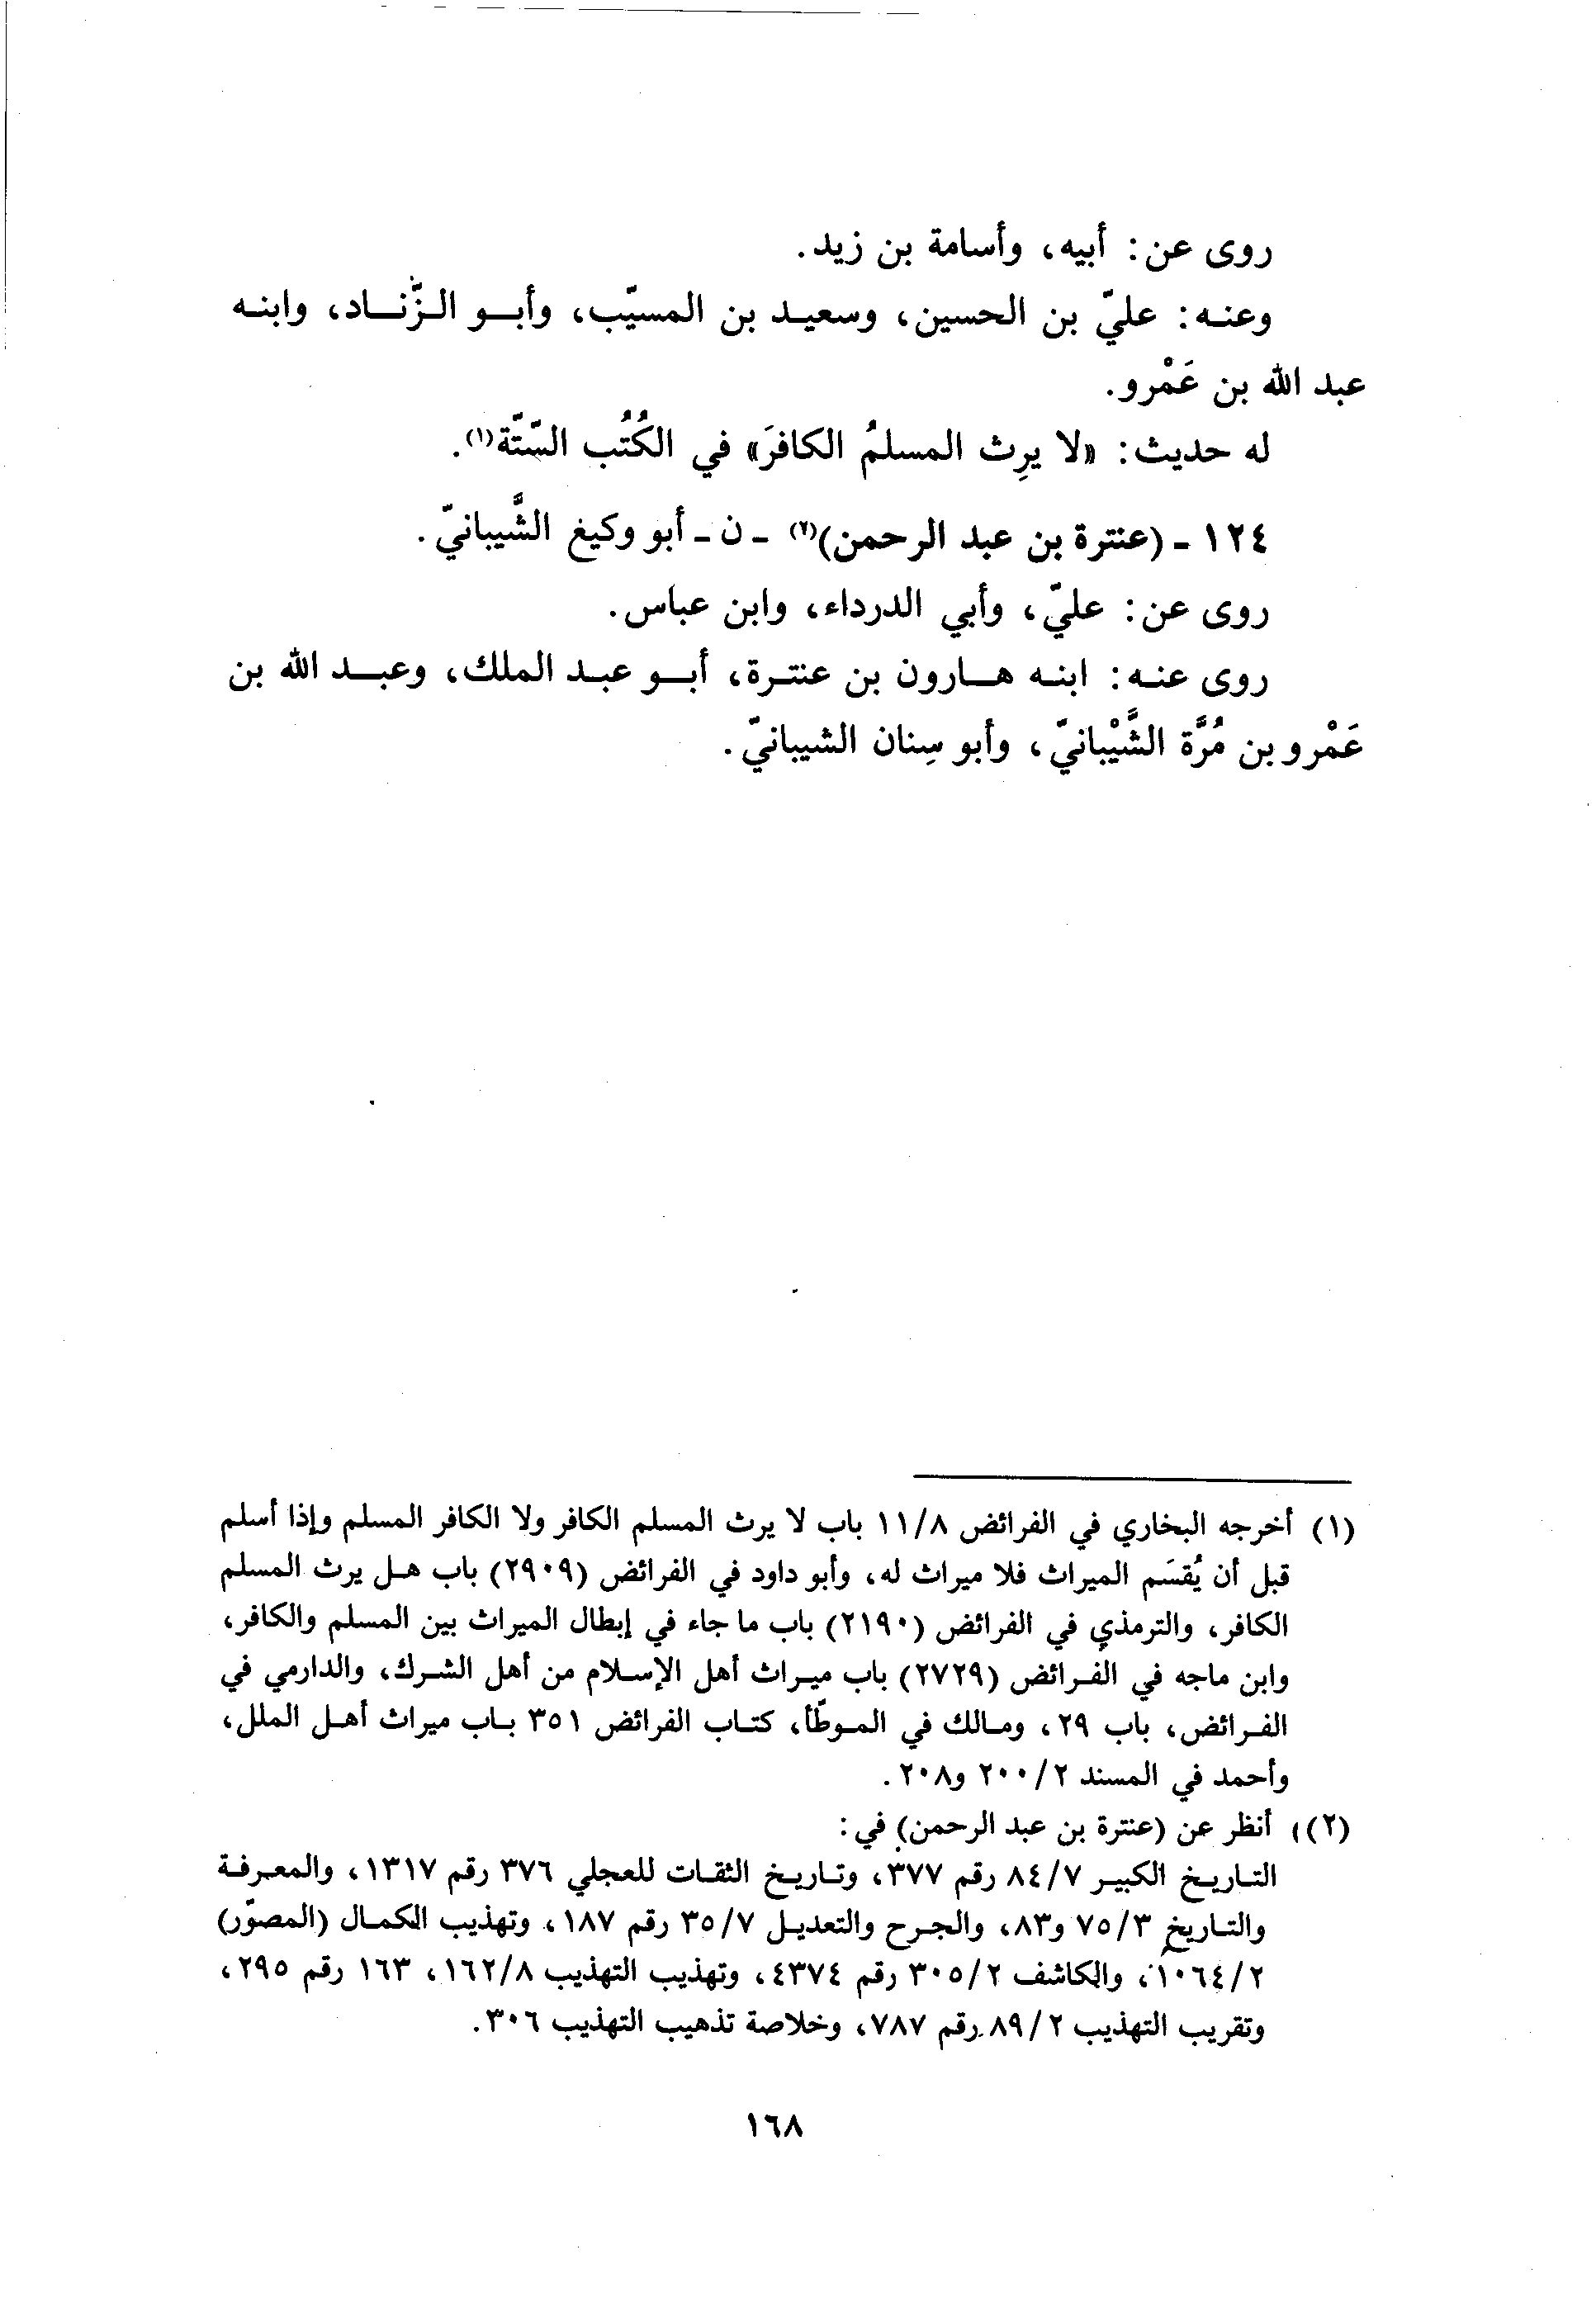 روى عن: أبيه، وأسامة بن زيد.
وعنه: عليّ بن الحسين، وسعيد بن المسيّب، وأبو الزّناد، وابنه
عبد الله بن عَمْرو.
له حديث: «لا يرِث المسلمُ الكافرَ» في الكُتُب السّتّة(١).
١٢٤ ـ (عنترة بن عبد الرحمن)(٢) ـ ن ـ أبو وكيغ الشَّيبانيّ.
روى عن: عليّ، وأبي الدرداء، وابن عباس.
روى عنه: ابنه هارون بن عنترة، أبو عبد الملك، وعبد الله بن
عَمْرو بن مُرَّة الشَّيْبانيّ، وأبو سِنان الشيبانيّ.
(١) أخرجه البخاري في الفرائض ١١/٨ باب لا يرث المسلم الكافر ولا الكافر المسلم وإذا أسلم
قبل أن يُقسَم الميراث فلا ميراث له، وأبو داود في الفرائض (٢٩٠٩) باب هل يرث المسلم
الكافر، والترمذي في الفرائض (٢١٩٠) باب ما جاء في إبطال الميراث بين المسلم والكافر،
وابن ماجه في الفرائض (٢٧٢٩) باب ميراث أهل الإسلام من أهل الشرك، والدارمي في
الفرائض، باب ٢٩، ومالك في الموطّأ، كتاب الفرائض ٣٥١ باب ميراث أهل الملل،
وأحمد في المسند ٢٠٠/٢ و٢٠٨.
(٢)) أنظر عن (عنترة بن عبد الرحمن) في:
التاريخ الكبير ٨٤/٧ رقم ٣٧٧، وتاريخ الثقات للعجلي ٣٧٦ رقم ١٣١٧، والمعرفة
والتاريخ ٧٥/٣ و٨٣، والجرح والتعديل ٣٥/٧ رقم ١٨٧، وتهذيب الكمال (المصوّر)
١٠٦٤/٢، والكاشف ٣٠٥/٢ رقم ٤٣٧٤، وتهذيب التهذيب ١٦٢/٨، ١٦٣ رقم ٢٩٥،
وتقريب التهذيب ٨٩/٢ رقم ٧٨٧، وخلاصة تذهيب التهذيب ٣٠٦.
١٦٨